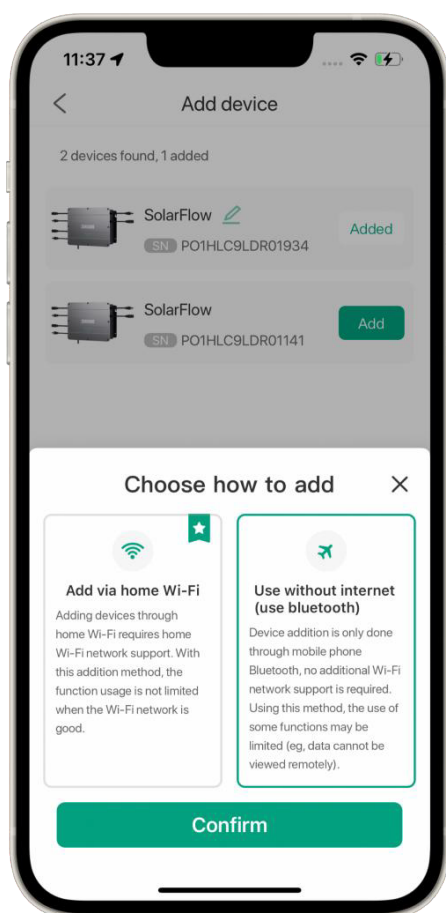 11:37
Add device
2 devices found, 1 added
SolarFlow
SN PO1HLC9LDR01934
Added
SolarFlow
SN PO1HLC9LDR01141
Add
Choose how to add
Add via home Wi-Fi
Adding devices through
home Wi-Fi requires home
Wi-Fi network support. With
this addition method, the
function usage is not limited
when the Wi-Fi network is
good.
Use without internet
(use bluetooth)
Device addition is only done
through mobile phone
Bluetooth, no additional Wi-Fi
network support is required.
Using this method, the use of
some functions may be
limited (eg, data cannot be
viewed remotely).
Confirm